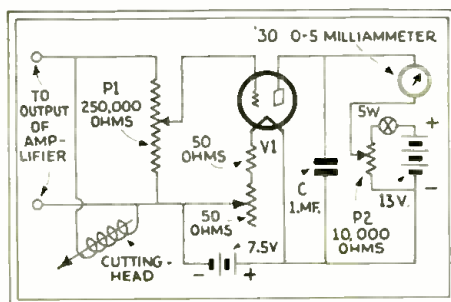 '30 0-5 MILLIAMMETER
P1
250,000
OHMS
TO
OUTPUT
OF
AMP-
LIFIER
50
OHMS
V1
5W
+
-
C
1.MF.
50
OHMS
7.5V
- +
13V.
P2
10,000
OHMS
CUTTING-
HEAD